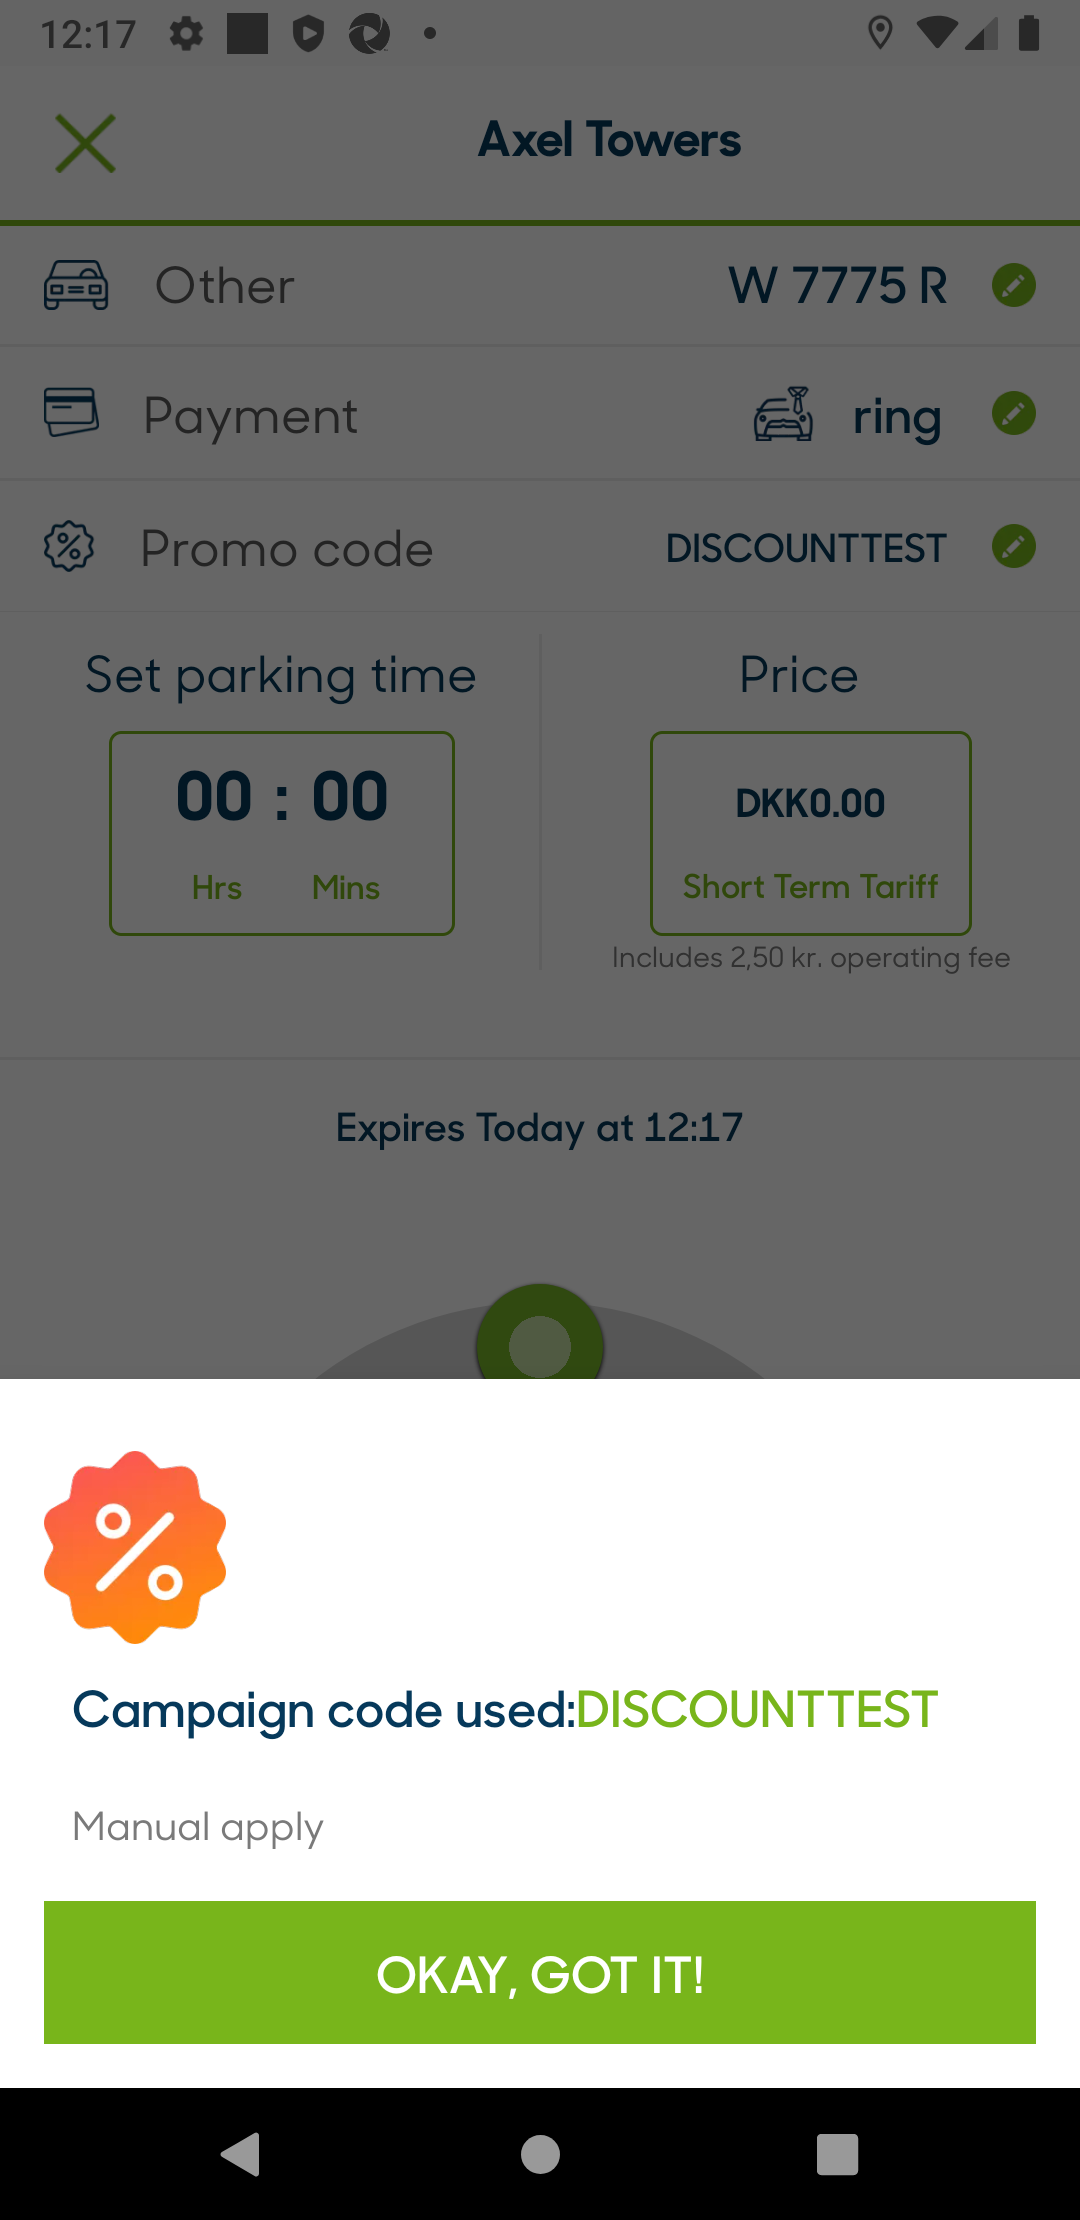 12:17
Axel Towers
Other W 7775 R
Payment ring
Promo code DISCOUNTTEST
Set parking time Price
00 : 00 DKK0.00
Hrs Mins Short Term Tariff
Includes 2,50 kr. operating fee
Expires Today at 12:17
Campaign code used:DISCOUNTTEST
Manual apply
OKAY, GOT IT!